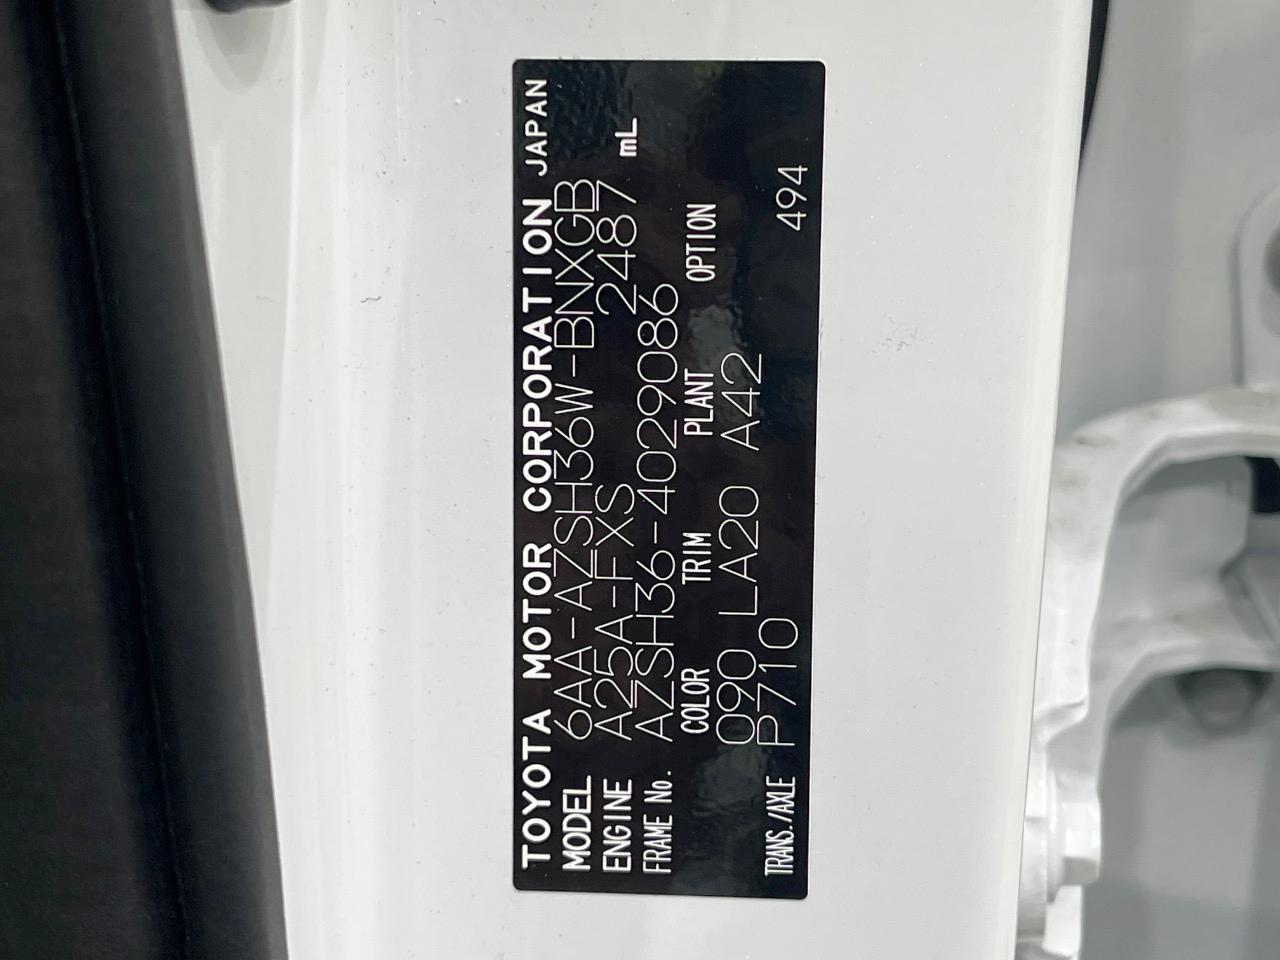 TOYOTA MOTOR CORPORATION JAPAN
MODEL 6AA-AZSH36W-BNXGB
ENGINE A25A-FXS 2487 mL
FRAME No. AZSH36-4029086
COLOR TRIM PLANT OPTION
090 LA20 A42
TRANS./AXLE P710 494